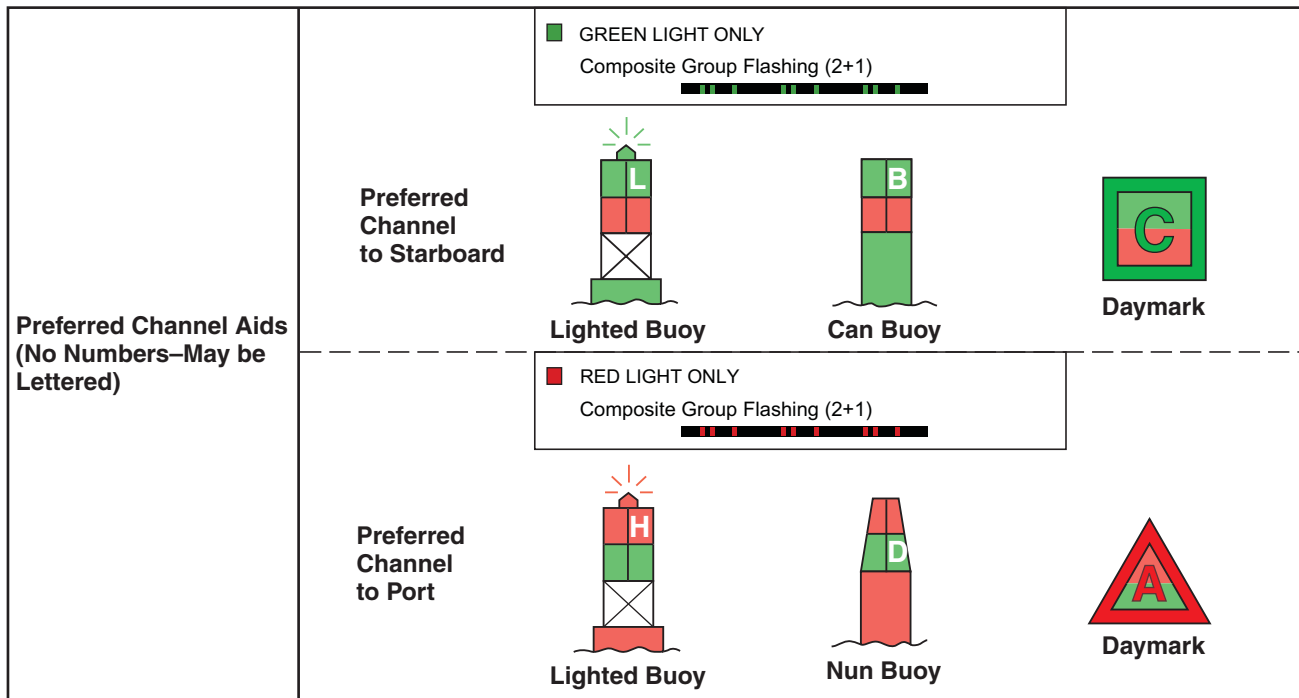 Preferred Channel Aids
(No Numbers–May be
Lettered)
GREEN LIGHT ONLY
Composite Group Flashing (2+1)
Preferred
Channel
to Starboard
L
B
C
Lighted Buoy
Can Buoy
Daymark
RED LIGHT ONLY
Composite Group Flashing (2+1)
Preferred
Channel
to Port
H
D
A
Lighted Buoy
Nun Buoy
Daymark